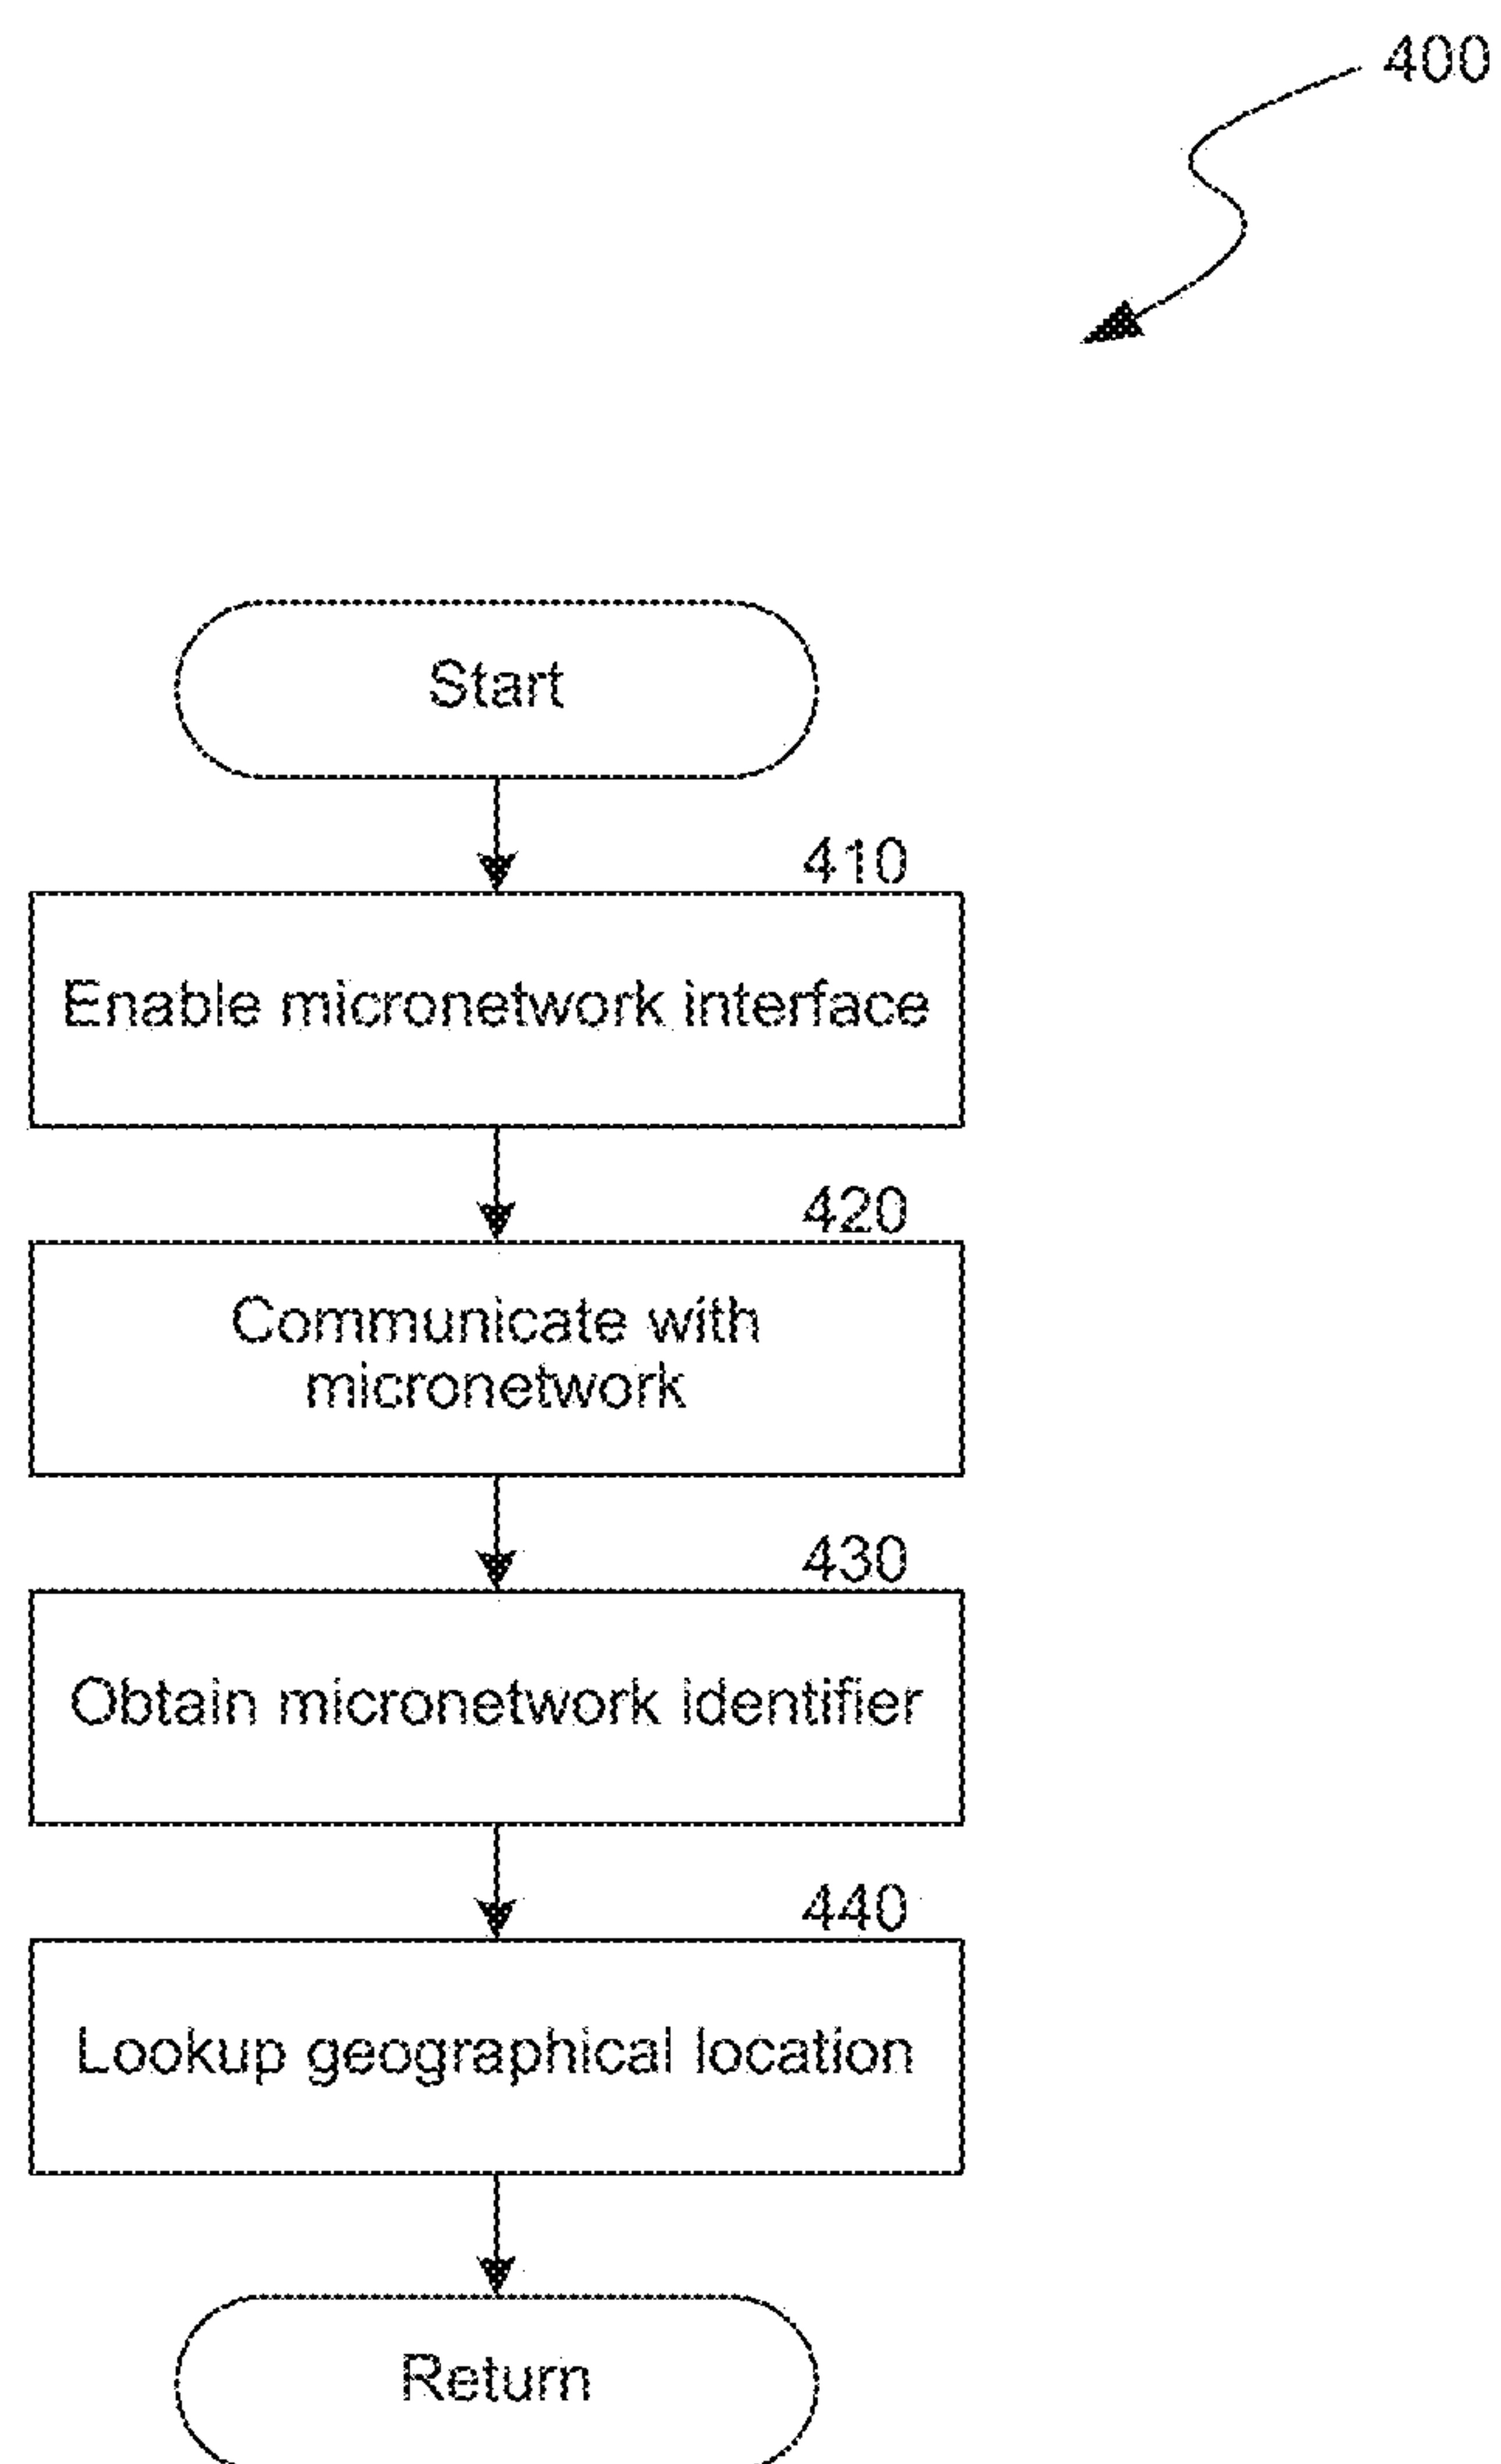 400
Start
410
Enable micronetwork interface
420
Communicate with
micronetwork
430
Obtain micronetwork identifier
440
Lookup geographical location
Return